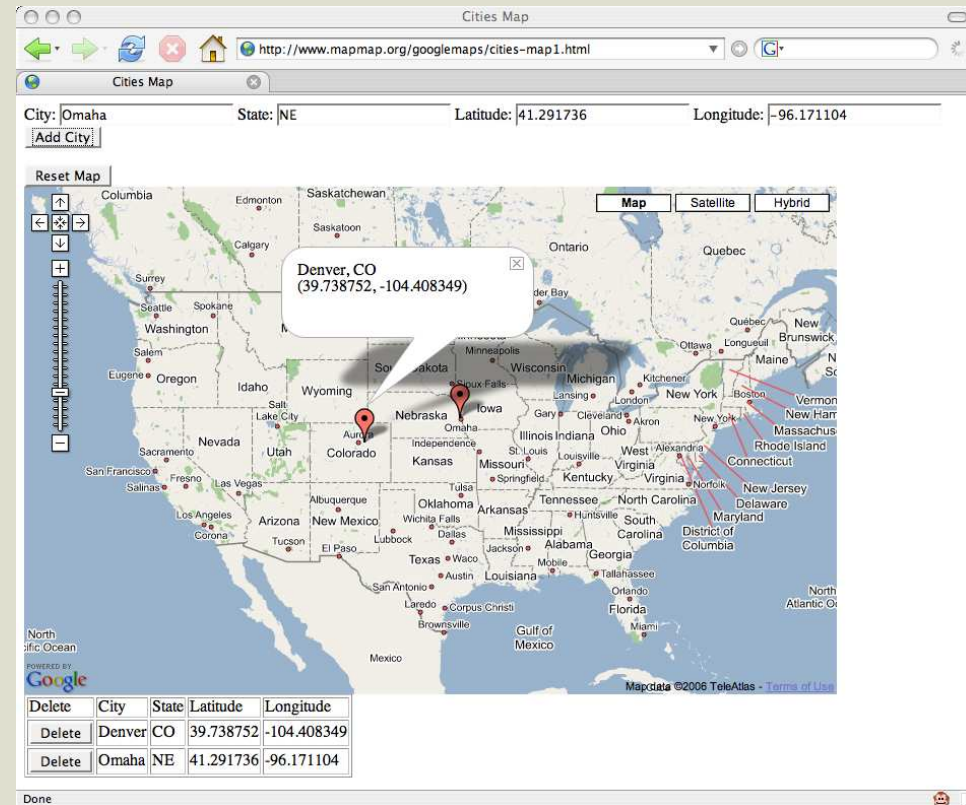 Cities Map
http://www.mapmap.org/googlemaps/cities-map1.html
G
Cities Map
City: Omaha State: NE Latitude: 41.291736 Longitude: -96.171104
Add City
Reset Map
Map Satellite Hybrid
Columbia
Edmonton
Saskatchewan
Saskatoon
Calgary
Ontario
Quebec
Denver, CO
(39.738752, -104.408349)
der Bay
Surrey
Seattle Spokane
Washington
Québec New
Brunswick
Ottawa Longueuil
Maine
Salem
Minneapolis
Eugene Oregon
Idaho
Wyoming
Wisconsin
Michigan
Kitchener
Sioux Falls
Lansing
London
New York
Boston
Vermon
New Ham
Massachus
Rhode Island
Connecticut
Salt
Lake City
Nebraska
Iowa
Omaha
Gary
Cleveland
Akron
New York
Nevada
Utah
Colorado
Independence
Illinois Indiana Ohio
Sacramento
San Francisco
Fresno
Salinas
Las Vegas
Kansas
Missouri
St. Louis
Louisville
West
Virginia
Alexandria
Virginia
Norfolk
New Jersey
Delaware
Maryland
District of
Columbia
Springfield
Kentucky
Tulsa
Los Angeles
Corona
Arizona
Albuquerque
New Mexico
Oklahoma
Wichita Falls
Arkansas
Tennessee
North Carolina
Huntsville
South
Carolina
Tucson
El Paso
Lubbock
Dallas
Mississippi
Jackson
Alabama
Georgia
Texas
Waco
Mobile
Austin
Louisiana
Tallahassee
San Antonio
Orlando
Florida
North
Atlantic Oc
Laredo
Corpus Christi
Brownsville
Gulf of
Mexico
Miami
North
ific Ocean
Mexico
POWERED BY
Google
Map data ©2006 TeleAtlas - Terms of Use
Delete City State Latitude Longitude
Delete Denver CO 39.738752 -104.408349
Delete Omaha NE 41.291736 -96.171104
Done